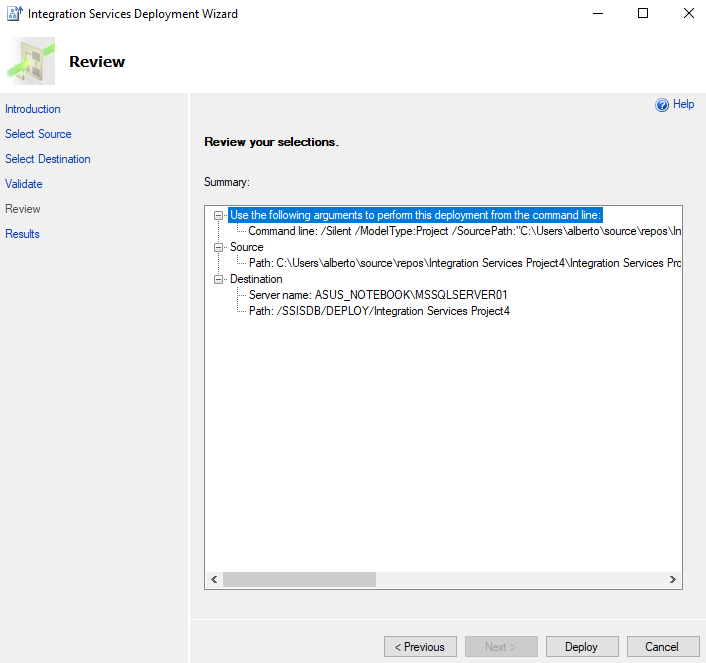 Integration Services Deployment Wizard
Review
Introduction
Select Source
Select Destination
Validate
Review
Results
Help
Review your selections.
Summary:
Use the following arguments to perform this deployment from the command line:
Command line: /Silent /ModelType:Project /SourcePath:"C:\Users\alberto\source\repos\In
Source
Path: C:\Users\alberto\source\repos\Integration Services Project4\Integration Services Pro
Destination
Server name: ASUS_NOTEBOOK\MSSQLSERVER01
Path: /SSISDB/DEPLOY/Integration Services Project4
< Previous
Next >
Deploy
Cancel